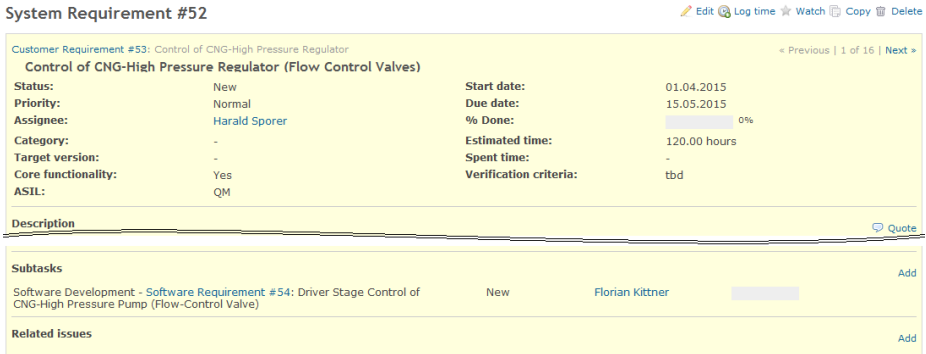 System Requirement #52
Edit Log time Watch Copy Delete
Customer Requirement #53: Control of CNG-High Pressure Regulator
« Previous | 1 of 16 | Next »
Control of CNG-High Pressure Regulator (Flow Control Valves)
Status: New Start date: 01.04.2015
Priority: Normal Due date: 15.05.2015
Assignee: Harald Sporer % Done: 0%
Category: - Estimated time: 120.00 hours
Target version: - Spent time: -
Core functionality: Yes Verification criteria: tbd
ASIL: QM
Description
Quote
Subtasks
Add
Software Development - Software Requirement #54: Driver Stage Control of New Florian Kittner
CNG-High Pressure Pump (Flow-Control Valve)
Related issues
Add